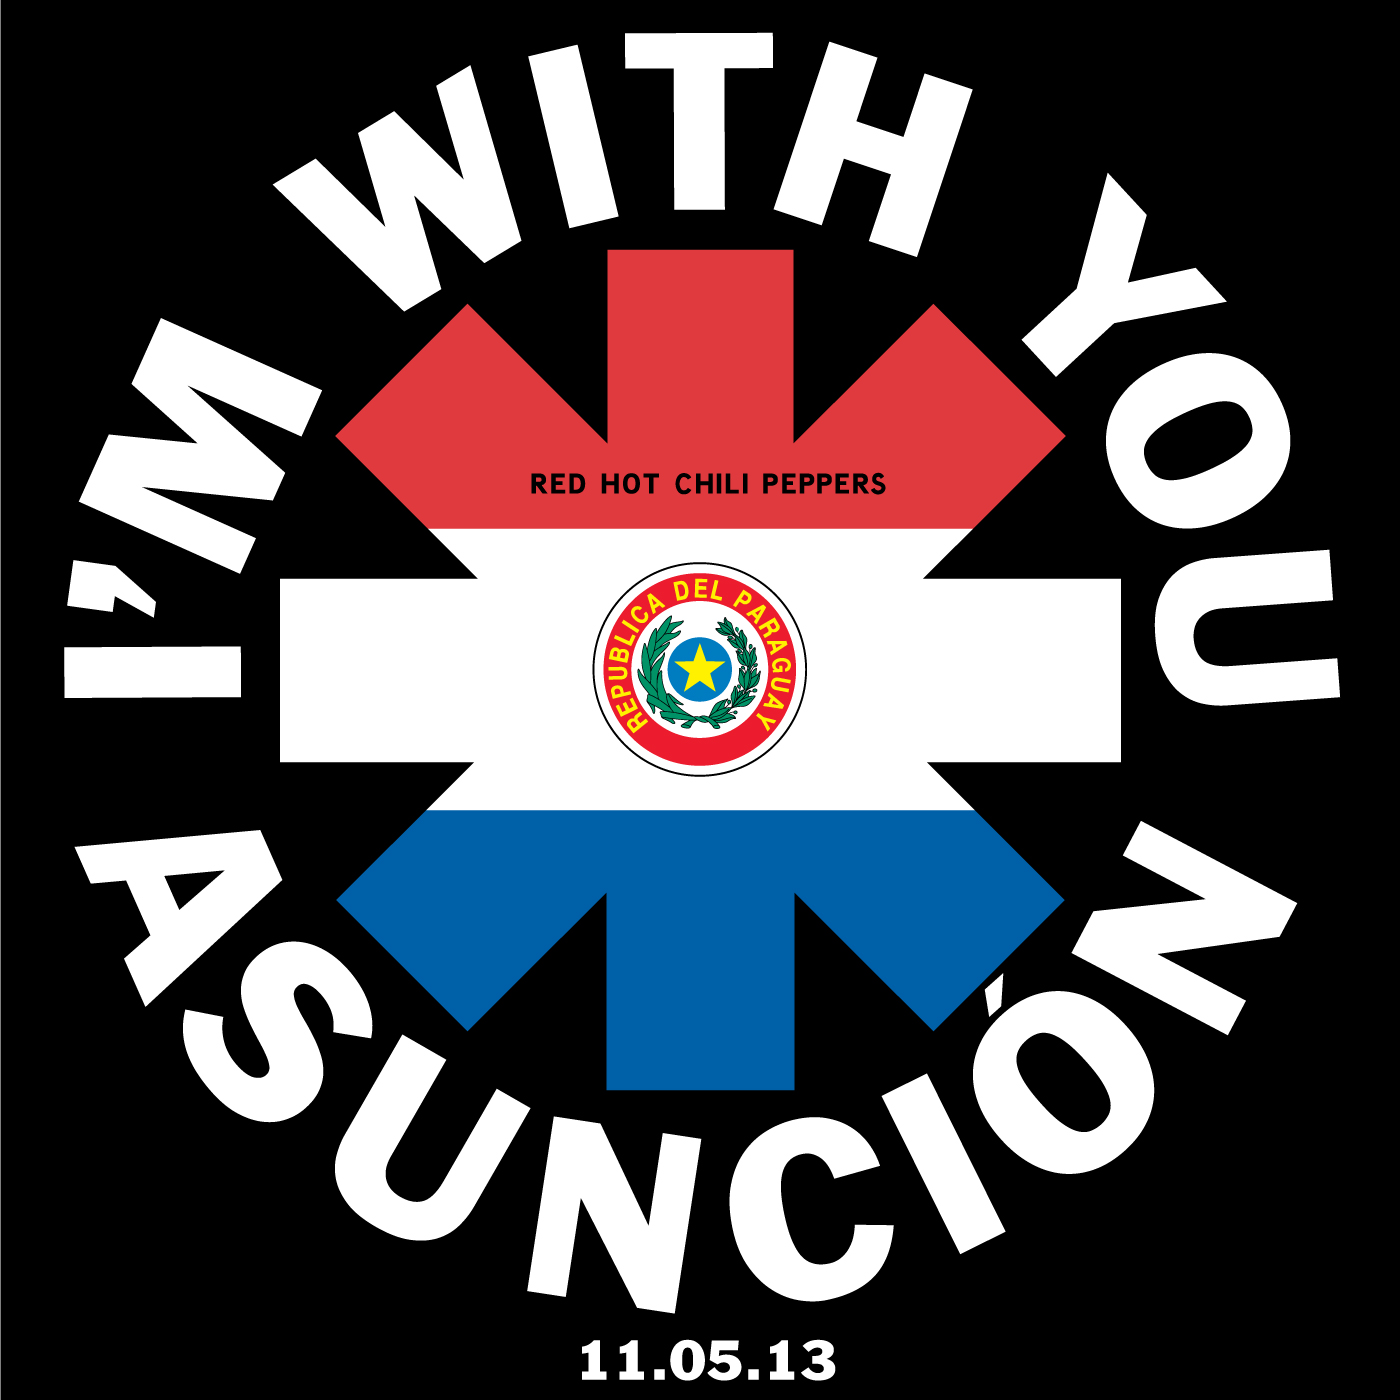 I'M WITH YOU
RED HOT CHILI PEPPERS
REPUBLICA DEL PARAGUAY
ASUNCIÓN
11.05.13